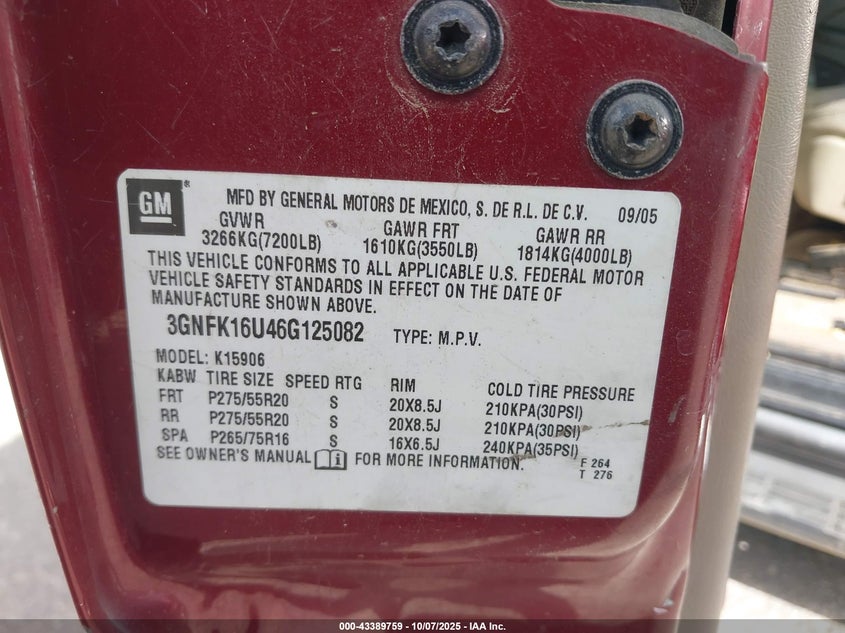 GM ®
MFD BY GENERAL MOTORS DE MEXICO, S. DE R.L. DE C.V. 09/05
GVWR GAWR FRT GAWR RR
3266KG(7200LB) 1610KG(3550LB) 1814KG(4000LB)
THIS VEHICLE CONFORMS TO ALL APPLICABLE U.S. FEDERAL MOTOR
VEHICLE SAFETY STANDARDS IN EFFECT ON THE DATE OF
MANUFACTURE SHOWN ABOVE.
3GNFK16U46G125082 TYPE: M.P.V.
MODEL: K15906
KABW TIRE SIZE SPEED RTG RIM COLD TIRE PRESSURE
FRT P275/55R20 S 20X8.5J 210KPA(30PSI)
RR P275/55R20 S 20X8.5J 210KPA(30PSI)
SPA P265/75R16 S 16X6.5J 240KPA(35PSI)
SEE OWNER'S MANUAL i FOR MORE INFORMATION.
F 264
T 276
000-43389759 - 10/07/2025 - IAA Inc.